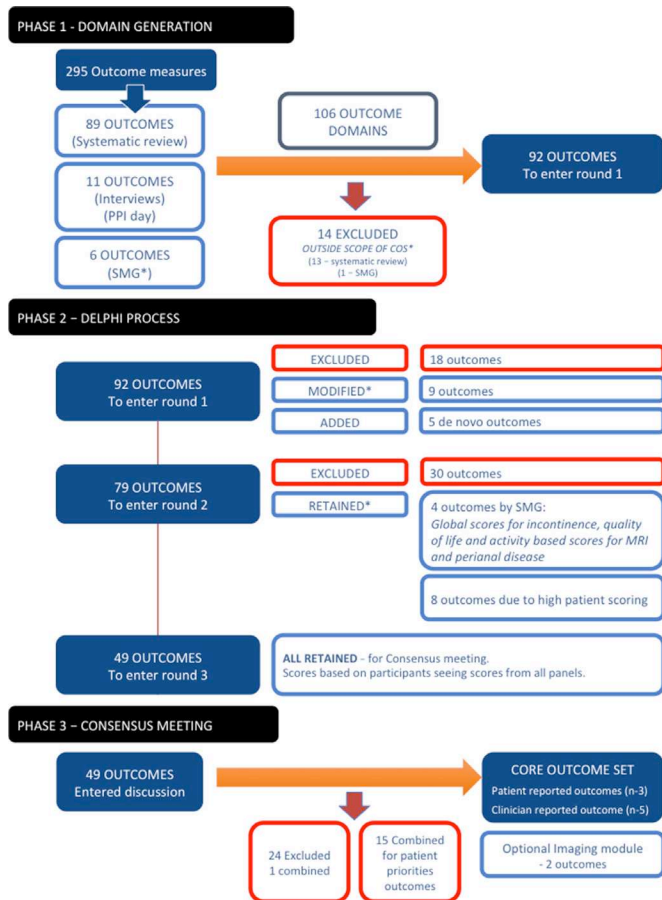 PHASE 1 - DOMAIN GENERATION
295 Outcome measures
89 OUTCOMES
(Systematic review)
11 OUTCOMES
(Interviews)
(PPI day)
6 OUTCOMES
(SMG*)
106 OUTCOME
DOMAINS
14 EXCLUDED
OUTSIDE SCOPE OF COS*
(13 – systematic review)
(1 – SMG)
92 OUTCOMES
To enter round 1
PHASE 2 – DELPHI PROCESS
92 OUTCOMES
To enter round 1
EXCLUDED
18 outcomes
MODIFIED*
9 outcomes
ADDED
5 de novo outcomes
79 OUTCOMES
To enter round 2
EXCLUDED
30 outcomes
RETAINED*
4 outcomes by SMG:
Global scores for incontinence, quality
of life and activity based scores for MRI
and perianal disease
8 outcomes due to high patient scoring
49 OUTCOMES
To enter round 3
ALL RETAINED - for Consensus meeting.
Scores based on participants seeing scores from all panels.
PHASE 3 – CONSENSUS MEETING
49 OUTCOMES
Entered discussion
24 Excluded
1 combined
15 Combined
for patient
priorities
outcomes
CORE OUTCOME SET
Patient reported outcomes (n-3)
Clinician reported outcome (n-5)
Optional Imaging module
- 2 outcomes